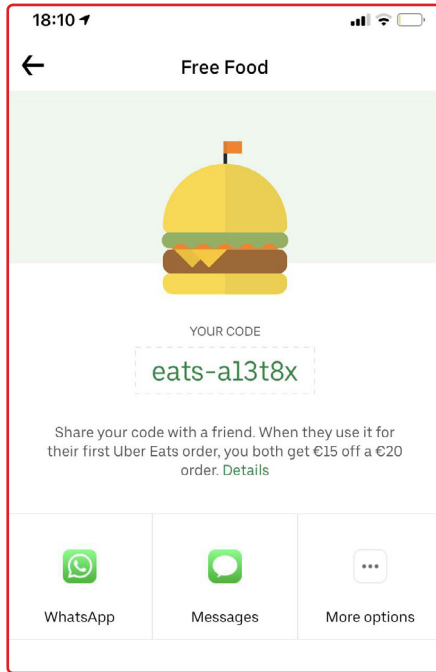 18:10
Free Food
YOUR CODE
eats-a13t8x
Share your code with a friend. When they use it for
their first Uber Eats order, you both get €15 off a €20
order. Details
WhatsApp
Messages
More options